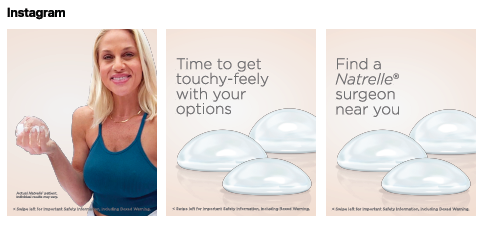 Instagram
Actual Natrelle® patient.
Individual results may vary.
< Swipe left for Important Safety Information, including Boxed Warning.
Time to get
touchy-feely
with your
options
< Swipe left for Important Safety Information, including Boxed Warning.
Find a
Natrelle®
surgeon
near you
< Swipe left for Important Safety Information, including Boxed Warning.